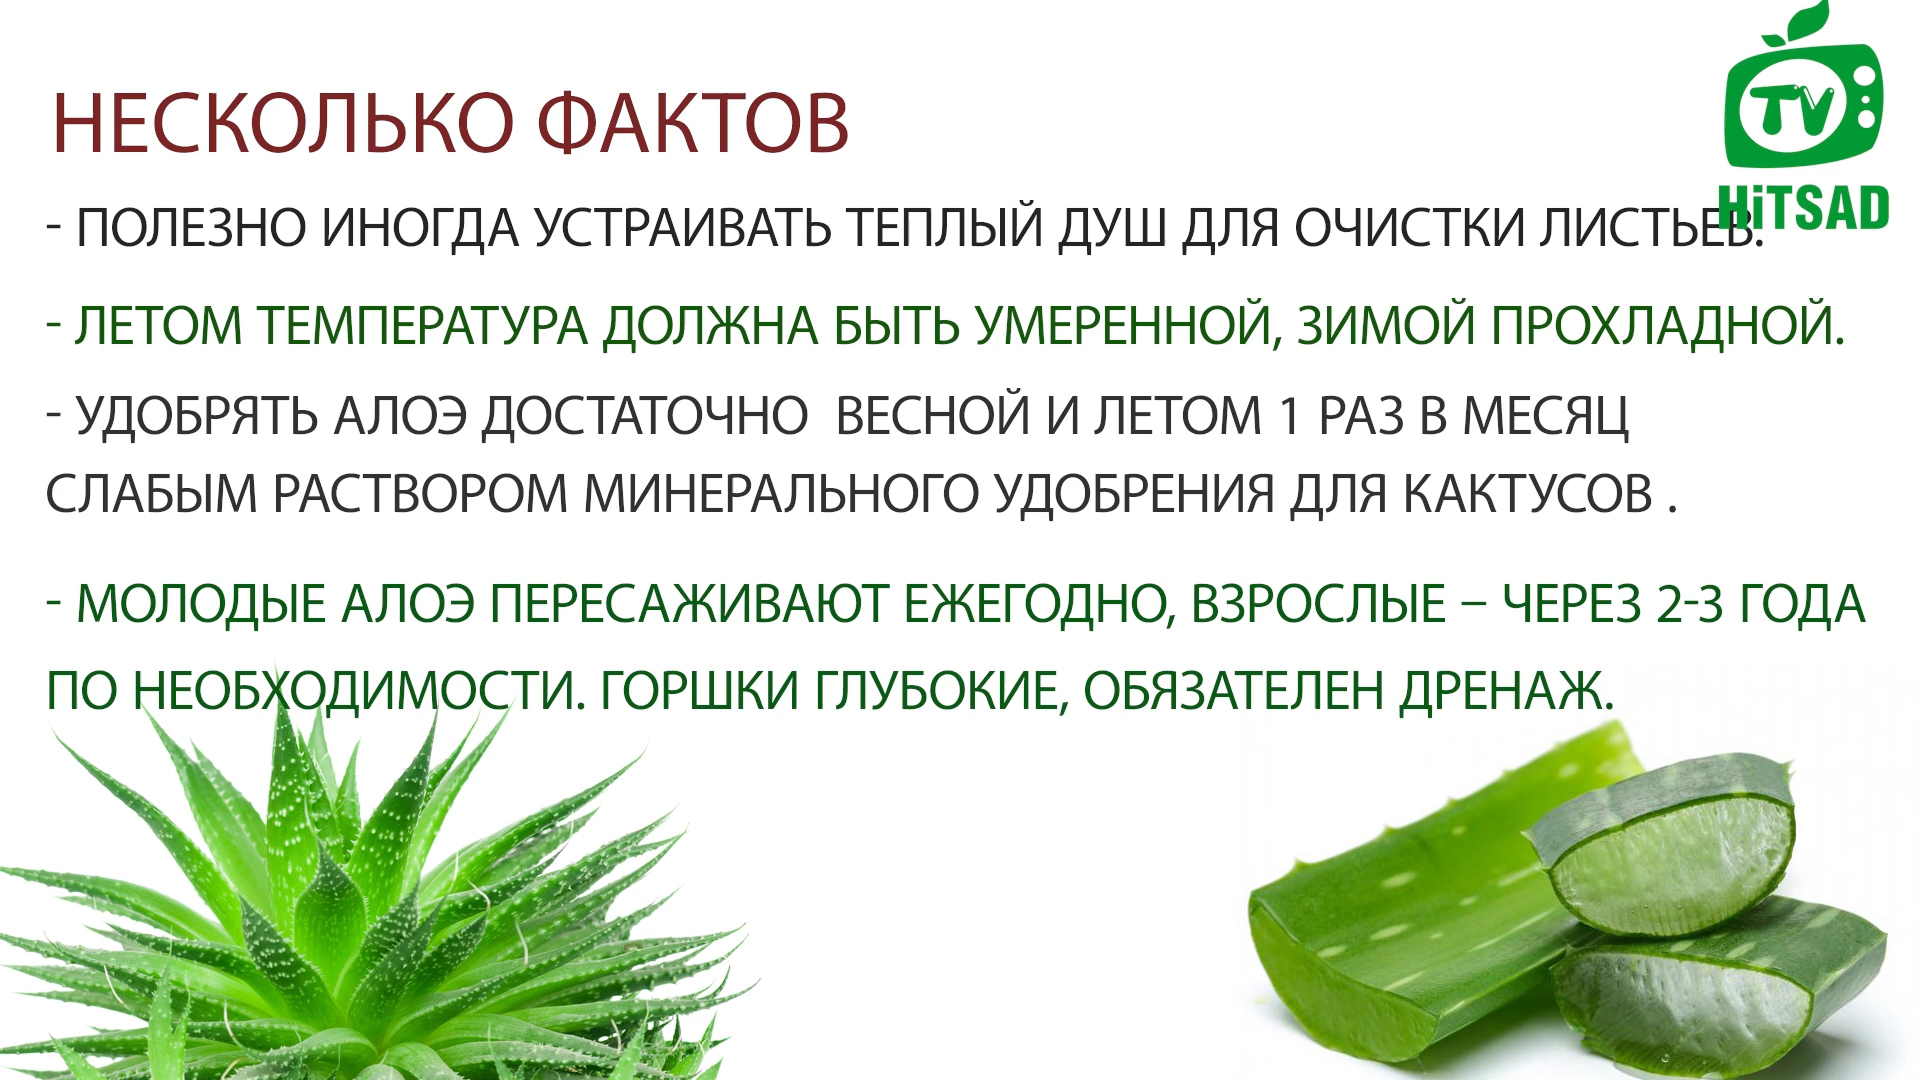 НЕСКОЛЬКО ФАКТОВ
TV
HiTSAD
- ПОЛЕЗНО ИНОГДА УСТРАИВАТЬ ТЕПЛЫЙ ДУШ ДЛЯ ОЧИСТКИ ЛИСТЬЕВ.
- ЛЕТОМ ТЕМПЕРАТУРА ДОЛЖНА БЫТЬ УМЕРЕННОЙ, ЗИМОЙ ПРОХЛАДНОЙ.
- УДОБРЯТЬ АЛОЭ ДОСТАТОЧНО  ВЕСНОЙ И ЛЕТОМ 1 РАЗ В МЕСЯЦ
СЛАБЫМ РАСТВОРОМ МИНЕРАЛЬНОГО УДОБРЕНИЯ ДЛЯ КАКТУСОВ .
- МОЛОДЫЕ АЛОЭ ПЕРЕСАЖИВАЮТ ЕЖЕГОДНО, ВЗРОСЛЫЕ – ЧЕРЕЗ 2-3 ГОДА
ПО НЕОБХОДИМОСТИ. ГОРШКИ ГЛУБОКИЕ, ОБЯЗАТЕЛЕН ДРЕНАЖ.